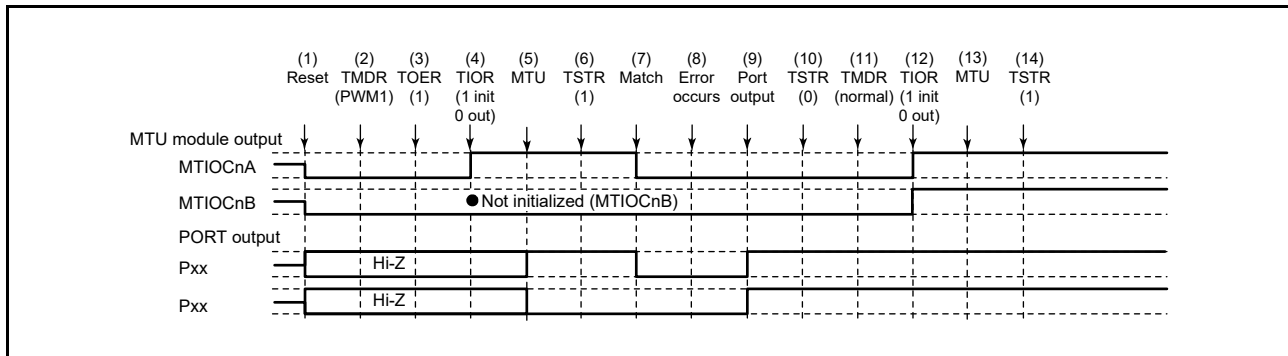 (1) (2) (3) (4) (5) (6) (7) (8) (9) (10) (11) (12) (13) (14)
Reset TMDR TOER TIOR MTU TSTR Match Error Port TSTR TMDR TIOR MTU TSTR
(PWM1) (1) (1 init (1) occurs output (0) (normal) (1 init (1)
0 out) 0 out)
MTU module output
MTIOCnA
MTIOCnB Not initialized (MTIOCnB)
PORT output
Pxx Hi-Z
Pxx Hi-Z